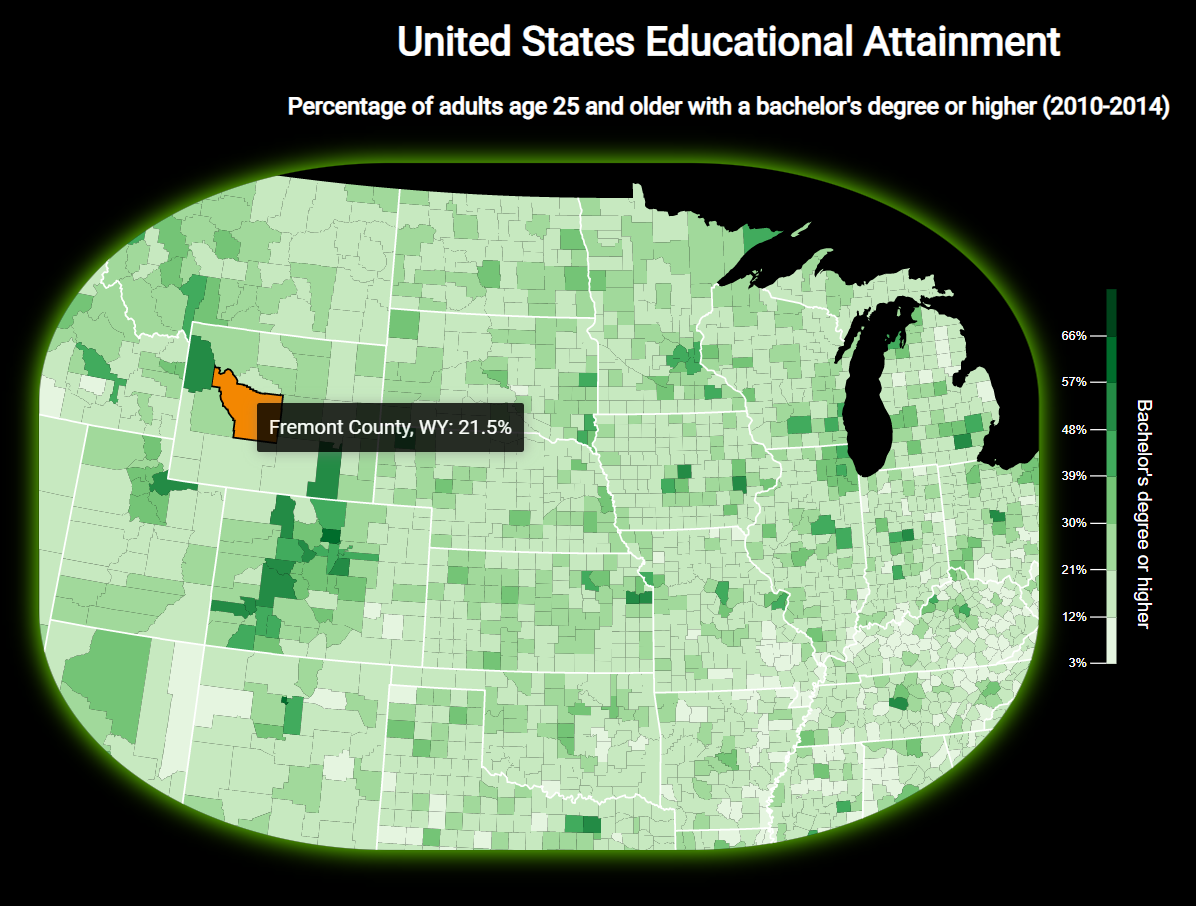 United States Educational Attainment
Percentage of adults age 25 and older with a bachelor's degree or higher (2010-2014)
Fremont County, WY: 21.5%
66%
57%
48%
39%
30%
21%
12%
3%
Bachelor's degree or higher